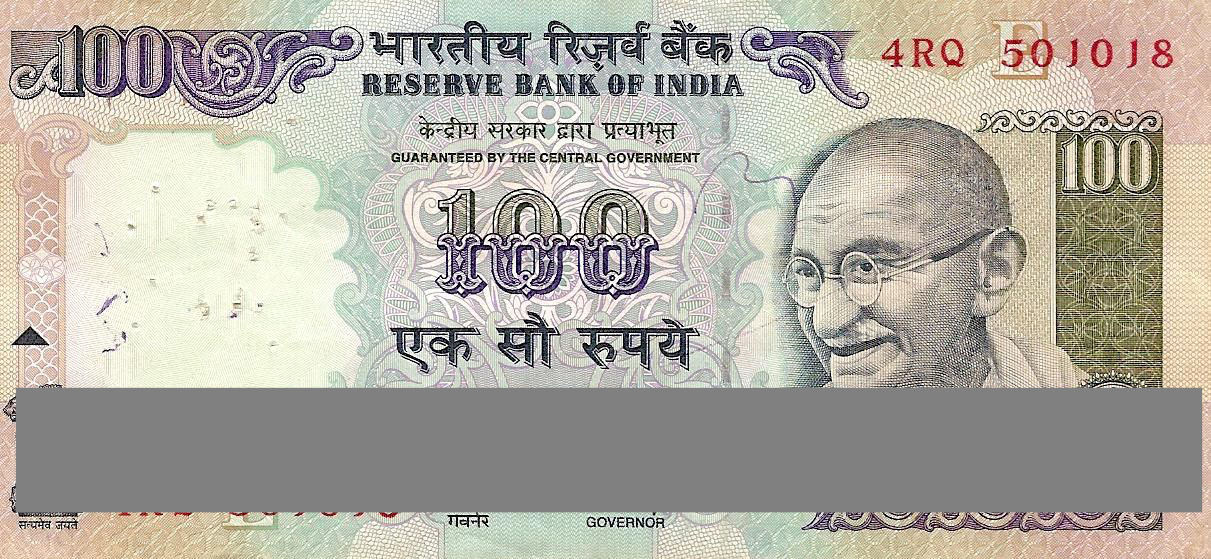 100
भारतीय रिज़र्व बैंक
RESERVE BANK OF INDIA
4RQ 501018
E
केन्द्रीय सरकार द्वारा प्रत्याभूत
GUARANTEED BY THE CENTRAL GOVERNMENT
100
100
एक सौ रुपये
सत्यमेव जयते
गवर्नर
GOVERNOR